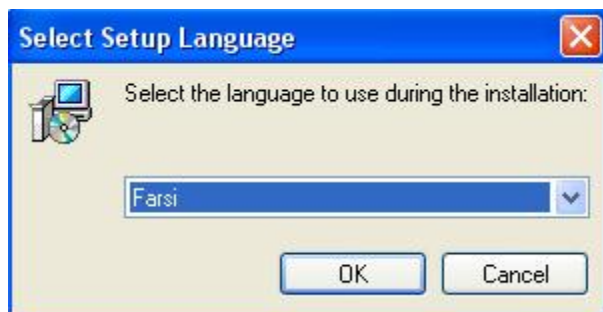 Select Setup Language
Select the language to use during the installation:
Farsi
OK
Cancel